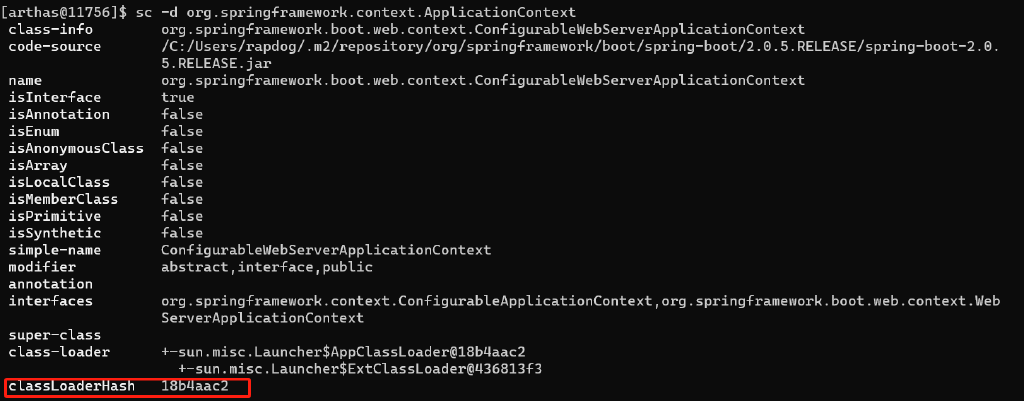 [arthas@11756]$ sc -d org.springframework.context.ApplicationContext
class-info org.springframework.boot.web.context.ConfigurableWebServerApplicationContext
code-source /C:/Users/rapdog/.m2/repository/org/springframework/boot/spring-boot/2.0.5.RELEASE/spring-boot-2.0.
5.RELEASE.jar
name org.springframework.boot.web.context.ConfigurableWebServerApplicationContext
isInterface true
isAnnotation false
isEnum false
isAnonymousClass false
isArray false
isLocalClass false
isMemberClass false
isPrimitive false
isSynthetic false
simple-name ConfigurableWebServerApplicationContext
modifier abstract,interface,public
annotation
interfaces org.springframework.context.ConfigurableApplicationContext,org.springframework.boot.web.context.Web
ServerApplicationContext
super-class
class-loader +-sun.misc.Launcher$AppClassLoader@18b4aac2
+-sun.misc.Launcher$ExtClassLoader@436813f3
classLoaderHash 18b4aac2